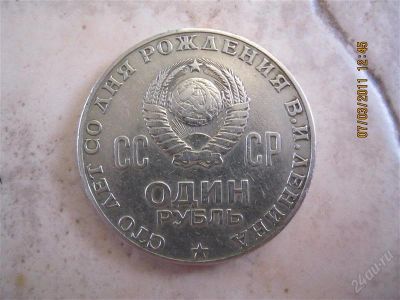 СТО ЛЕТ СО ДНЯ РОЖДЕНИЯ В.И.ЛЕНИНА
СС СР
ОДИН
РУБЛЬ
07/03/2011 12:45
24au.ru